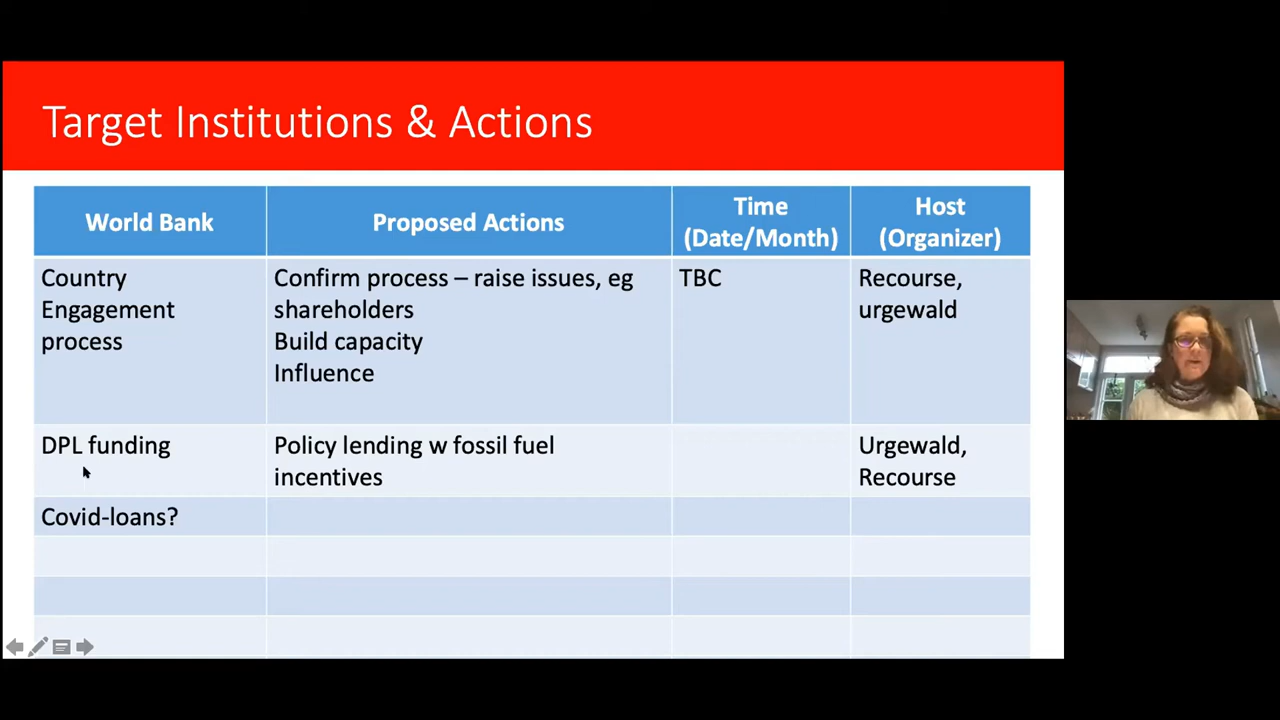 Target Institutions & Actions
World Bank
Proposed Actions
Time
(Date/Month)
Host
(Organizer)
Country
Engagement
process
Confirm process – raise issues, eg
shareholders
Build capacity
Influence
TBC
Recourse,
urgewald
DPL funding
Policy lending w fossil fuel
incentives
Urgewald,
Recourse
Covid-loans?